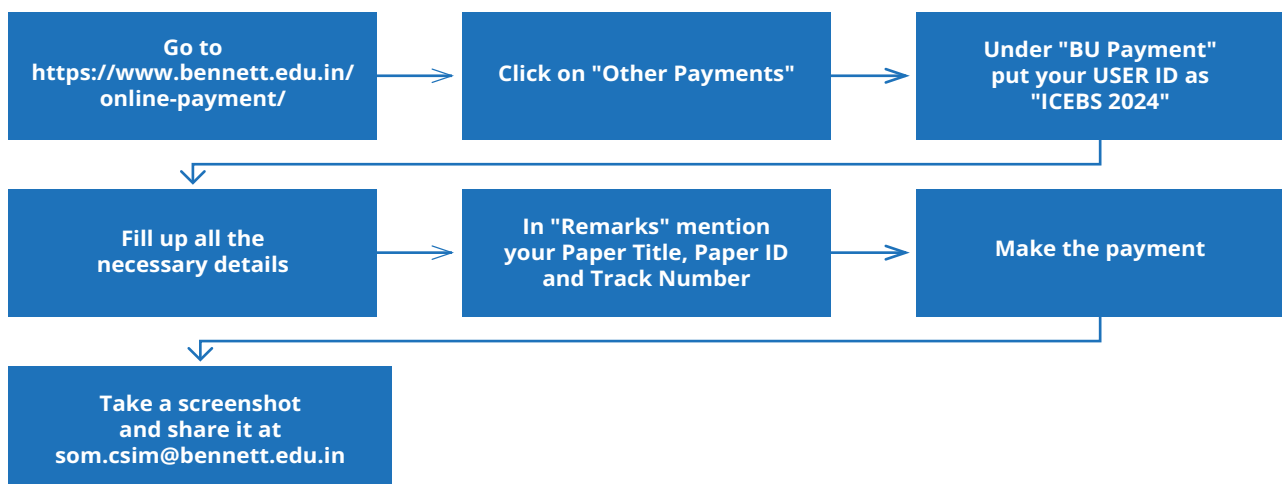 Go to
https://www.bennett.edu.in/
online-payment/
Click on "Other Payments"
Under "BU Payment"
put your USER ID as
"ICEBS 2024"
Fill up all the
necessary details
In "Remarks" mention
your Paper Title, Paper ID
and Track Number
Make the payment
Take a screenshot
and share it at
som.csim@bennett.edu.in